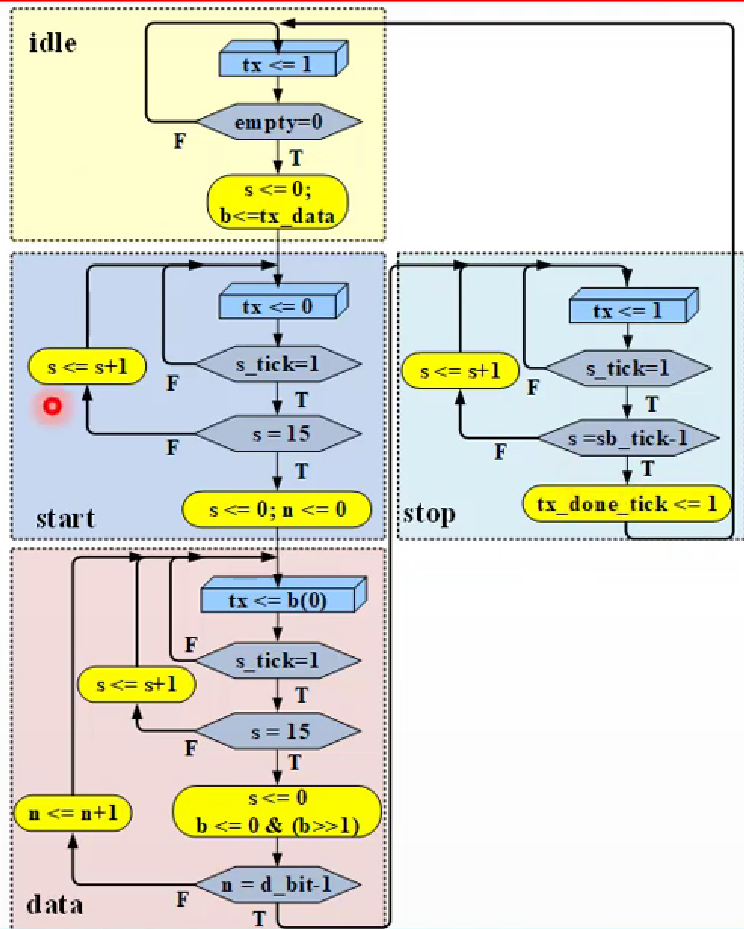 idle
tx <= 1
empty=0
F
T
s <= 0;
b<=tx_data
tx <= 0
s <= s+1
s_tick=1
F
T
s = 15
F
T
s <= 0; n <= 0
start
tx <= 1
s <= s+1
s_tick=1
F
T
s =sb_tick-1
F
T
tx_done_tick <= 1
stop
tx <= b(0)
F
s_tick=1
T
s <= s+1
s = 15
F
T
s <= 0
b <= 0 & (b>>1)
n <= n+1
n = d_bit-1
F
T
data